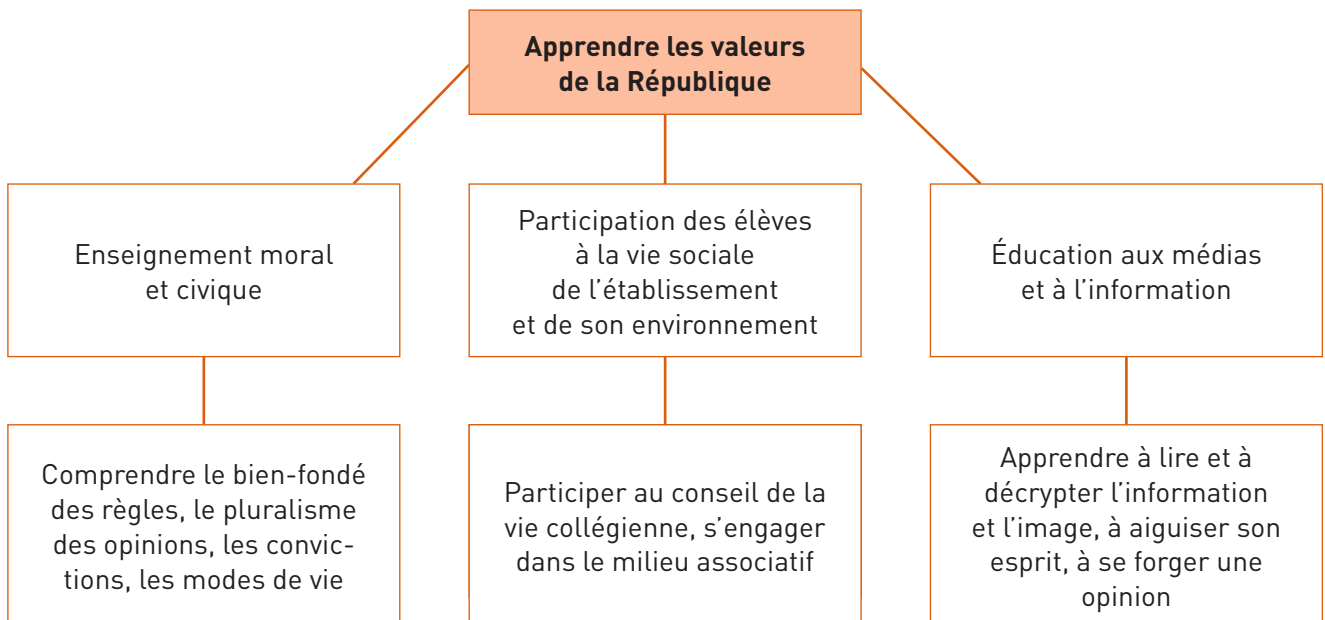 Apprendre les valeurs
de la République
Enseignement moral
et civique
Participation des élèves
à la vie sociale
de l’établissement
et de son environnement
Éducation aux médias
et à l’information
Comprendre le bien-fondé
des règles, le pluralisme
des opinions, les convic-
tions, les modes de vie
Participer au conseil de la
vie collégienne, s’engager
dans le milieu associatif
Apprendre à lire et à
décrypter l’information
et l’image, à aiguiser son
esprit, à se forger une
opinion